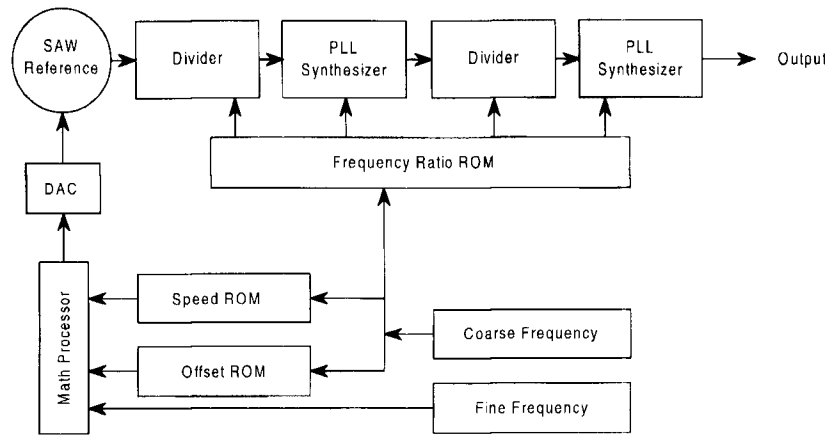 SAW
Reference
Divider
PLL
Synthesizer
Divider
PLL
Synthesizer
Output
Frequency Ratio ROM
DAC
Math Processor
Speed ROM
Coarse Frequency
Offset ROM
Fine Frequency